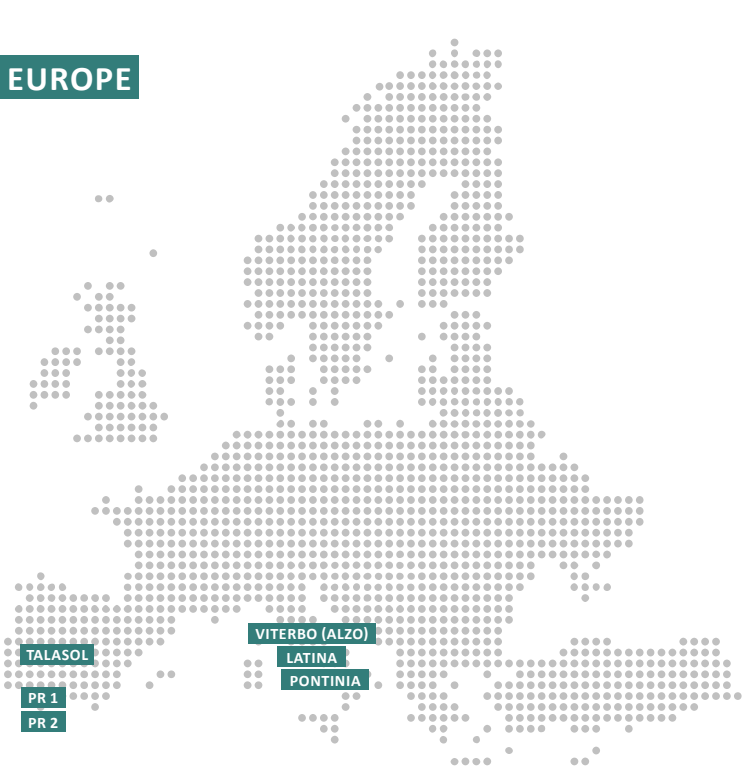 EUROPE
VITERBO (ALZO)
TALASOL
LATINA
PONTINIA
PR 1
PR 2